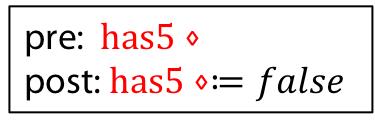 pre: has5 ⋄
post: has5 ⋄:= false